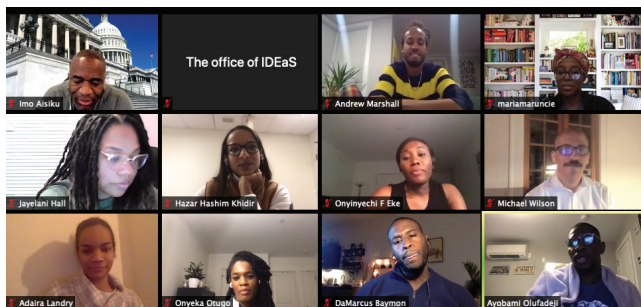 The office of IDEaS
Imo Aisiku
Andrew Marshall
mariamaruncie
Jayelani Hall
Hazar Hashim Khidir
Onyinyechi F Eke
Michael Wilson
Adaira Landry
Onyeka Otugo
DaMarcus Baymon
Ayobami Olufadeji